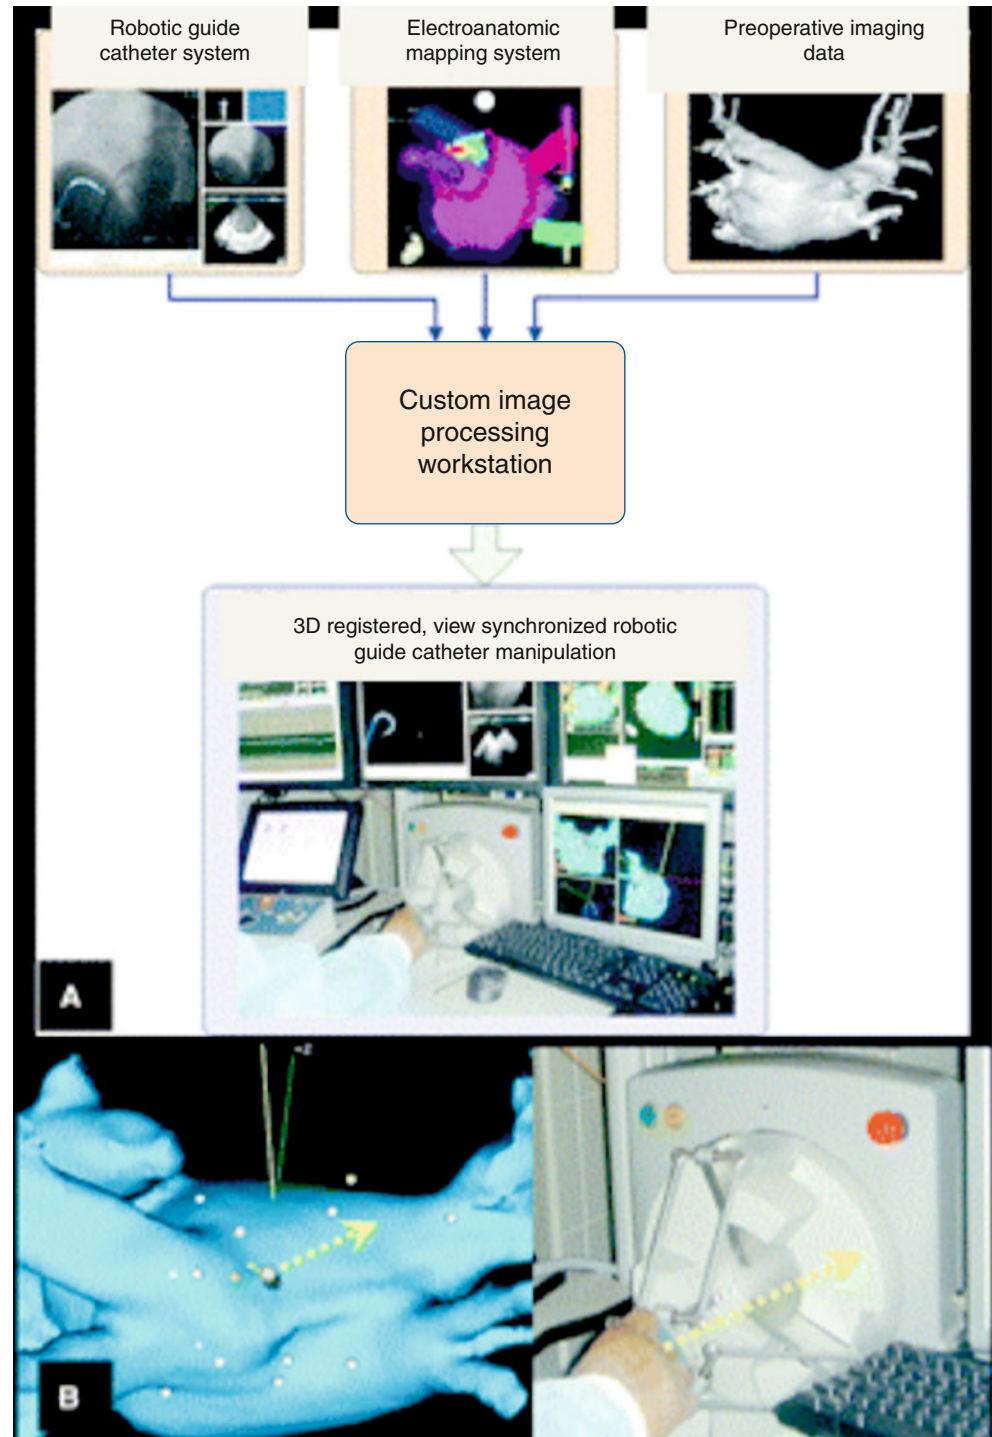 Robotic guide
catheter system
Electroanatomic
mapping system
Preoperative imaging
data
Custom image
processing
workstation
3D registered, view synchronized robotic
guide catheter manipulation
A
B